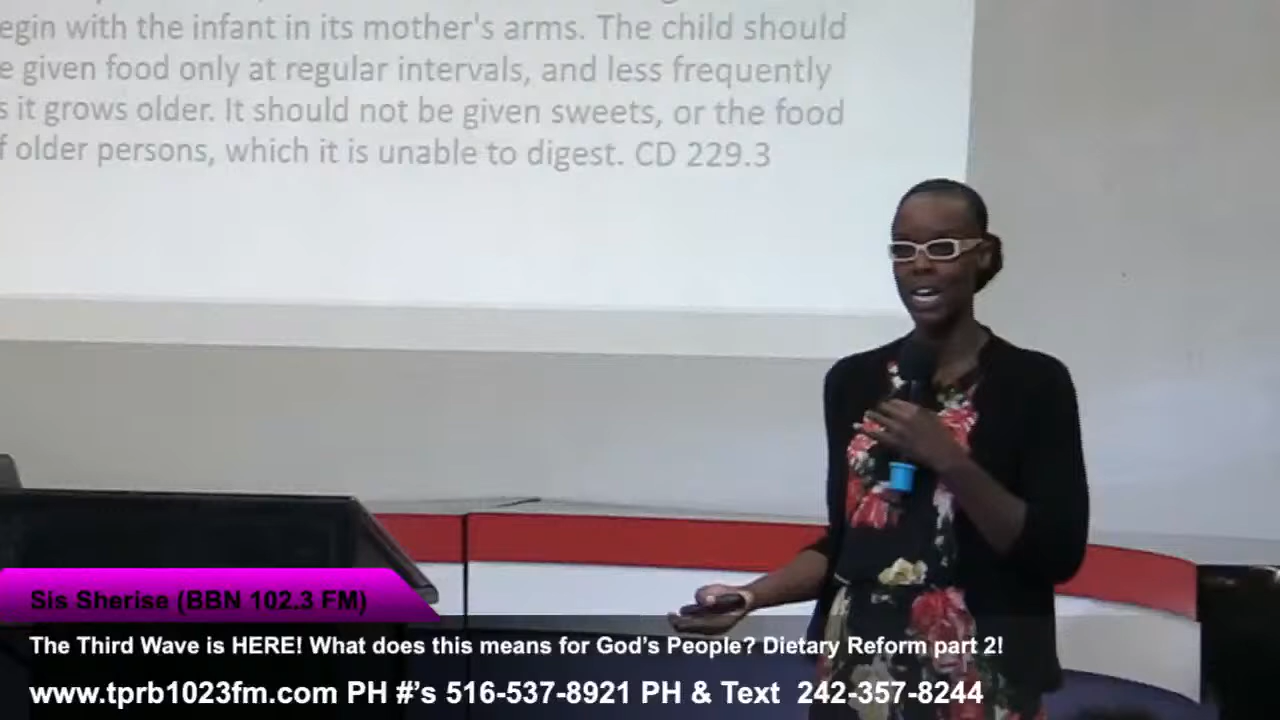 egin with the infant in its mother's arms. The child should
e given food only at regular intervals, and less frequently
s it grows older. It should not be given sweets, or the food
f older persons, which it is unable to digest. CD 229.3
Sis Sherise (BBN 102.3 FM)
The Third Wave is HERE! What does this means for God's People? Dietary Reform part 2!
www.tprb1023fm.com PH #'s 516-537-8921 PH & Text 242-357-8244